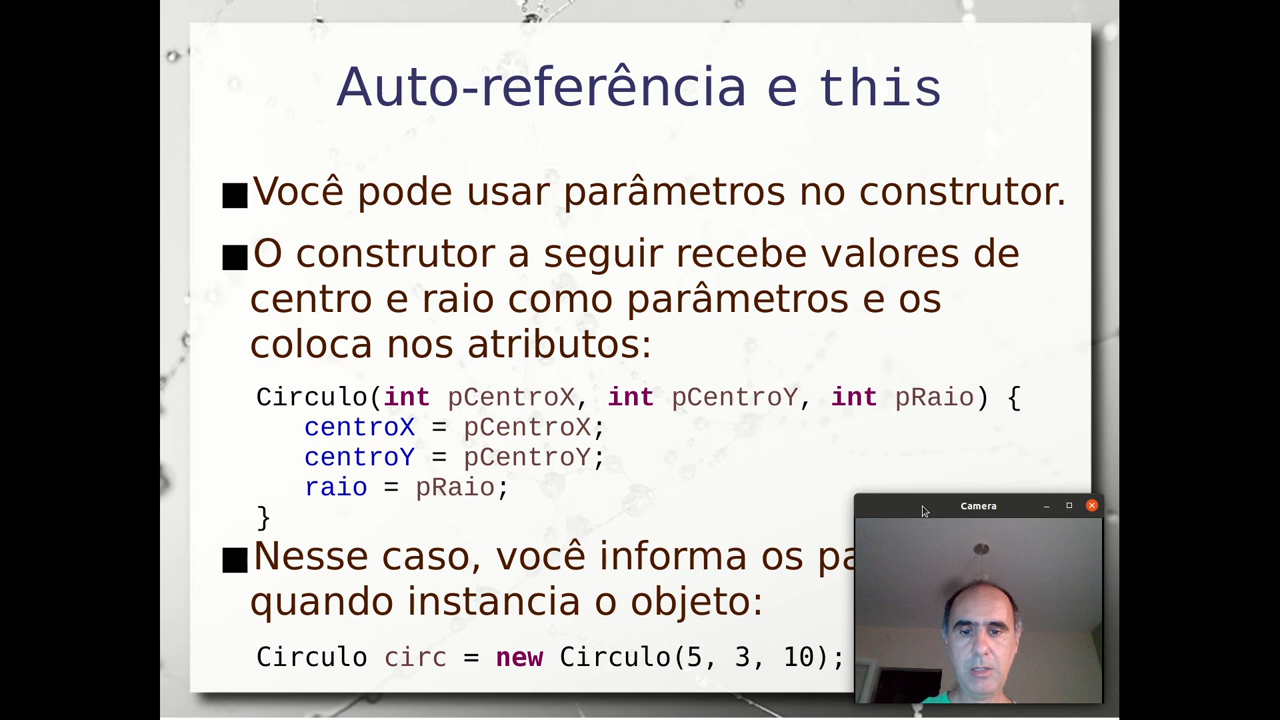 Auto-referência e this
Você pode usar parâmetros no construtor.
O construtor a seguir recebe valores de
centro e raio como parâmetros e os
coloca nos atributos:
Circulo(int pCentroX, int pCentroY, int pRaio) {
centroX = pCentroX;
centroY = pCentroY;
raio = pRaio;
}
Nesse caso, você informa os pa
quando instancia o objeto:
Circulo circ = new Circulo(5, 3, 10);
Camera